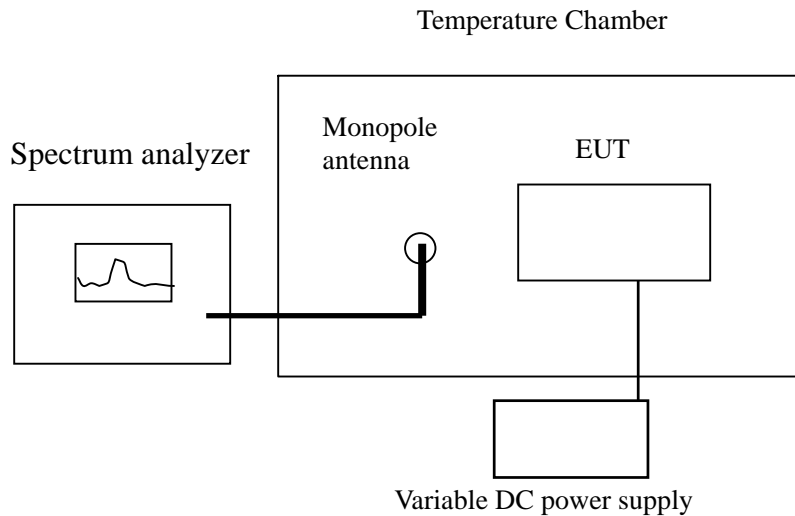 Temperature Chamber
Monopole
antenna
EUT
Spectrum analyzer
Variable DC power supply